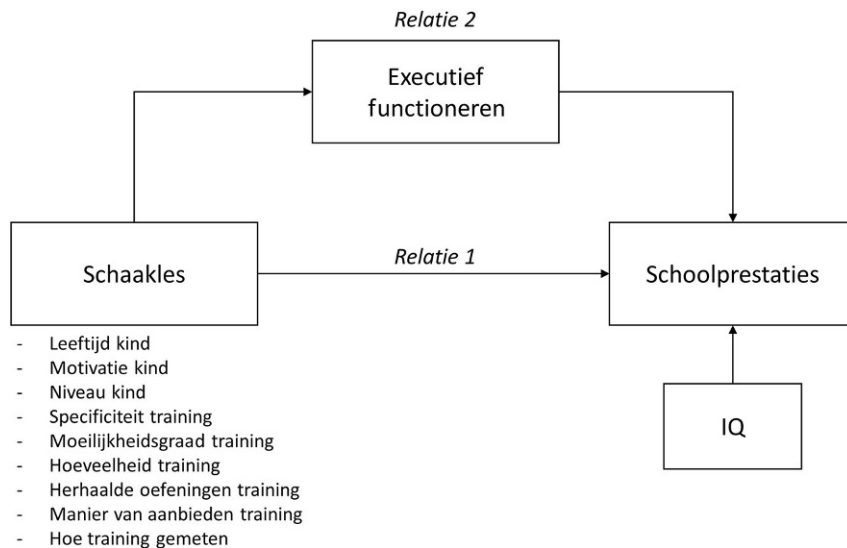 Relatie 2
Executief
functioneren
Schaakles
Relatie 1
Schoolprestaties
- Leeftijd kind
- Motivatie kind
- Niveau kind
- Specificiteit training
- Moeilijkheidsgraad training
- Hoeveelheid training
- Herhaalde oefeningen training
- Manier van aanbieden training
- Hoe training gemeten
IQ